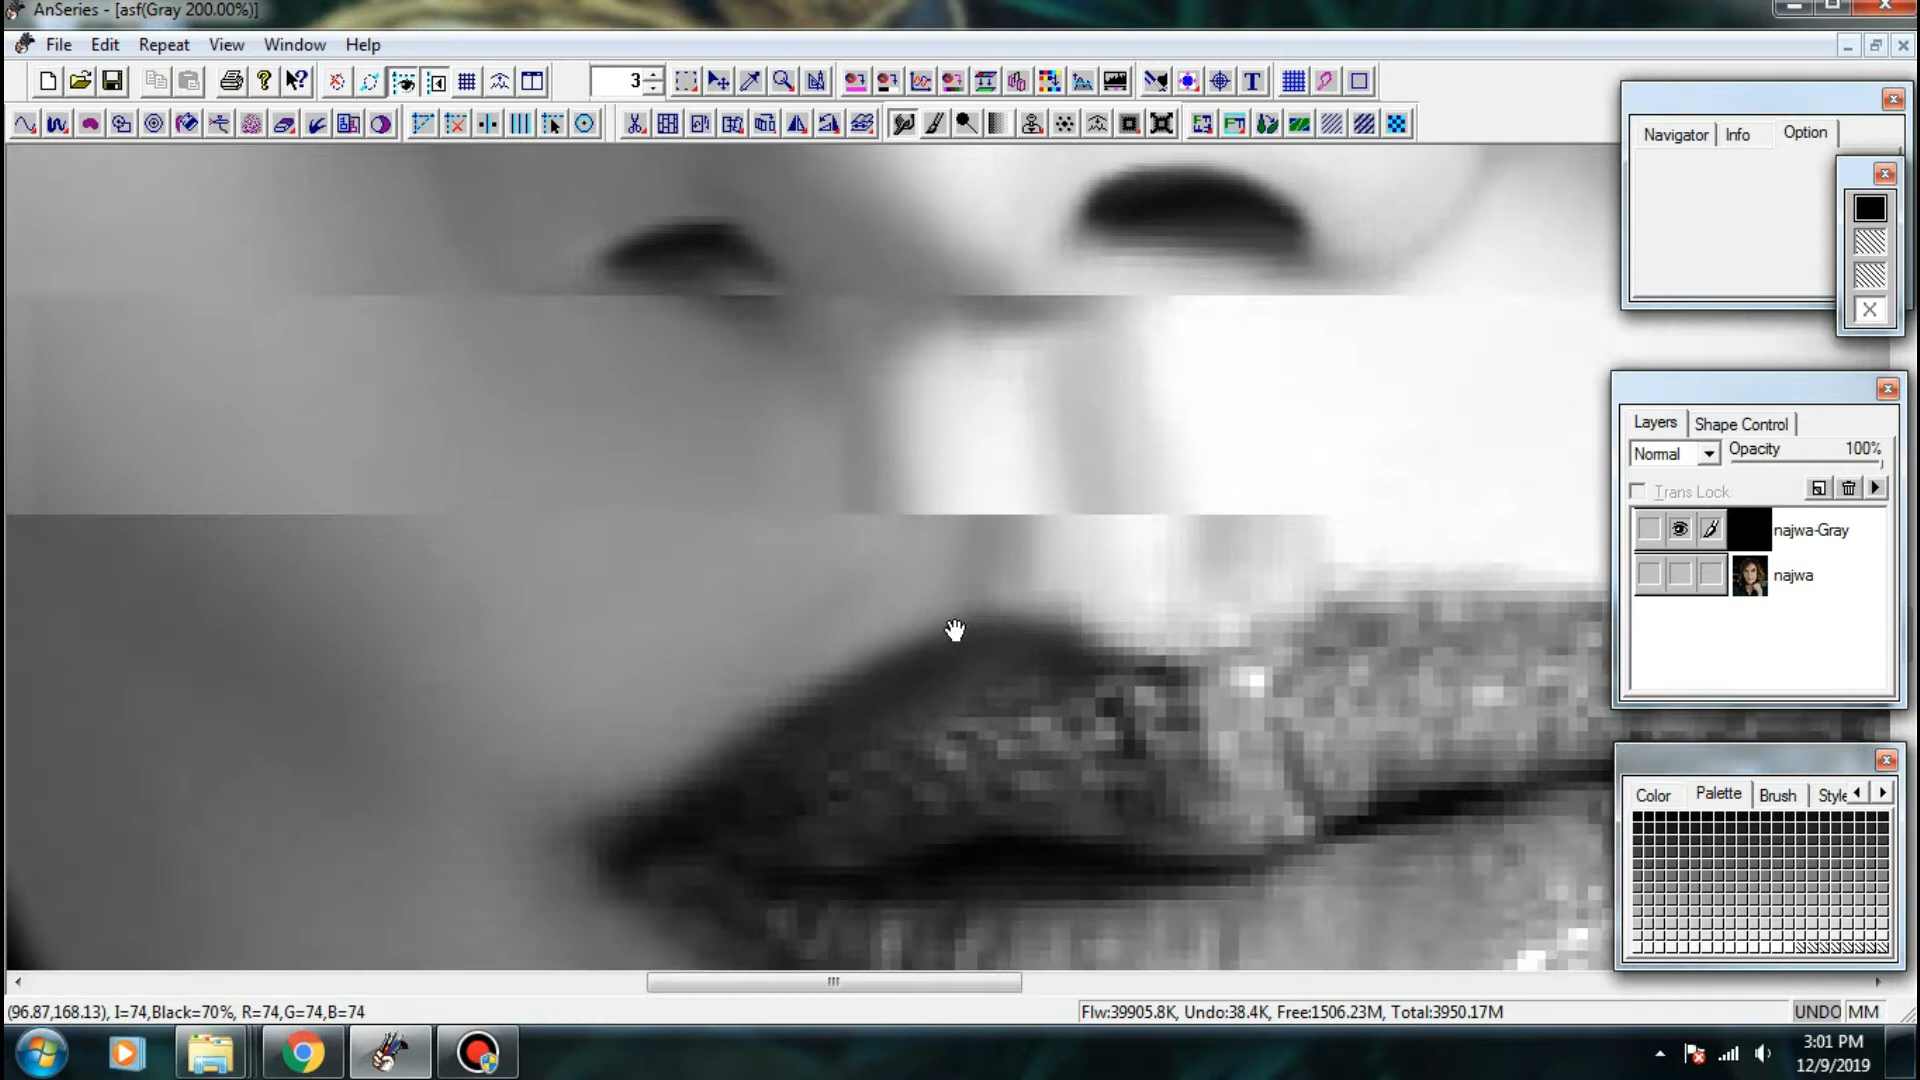 AnSeries - [asf(Gray 200.00%)]
File Edit Repeat View Window Help
3
Navigator Info Option
Layers Shape Control
Normal Opacity 100%
Trans Lock
najwa-Gray
najwa
Color Palette Brush Style
(96.87,168.13), I=74,Black=70%, R=74,G=74,B=74
Flw:39905.8K, Undo:38.4K, Free:1506.23M, Total:3950.17M
UNDO MM
3:01 PM
12/9/2019